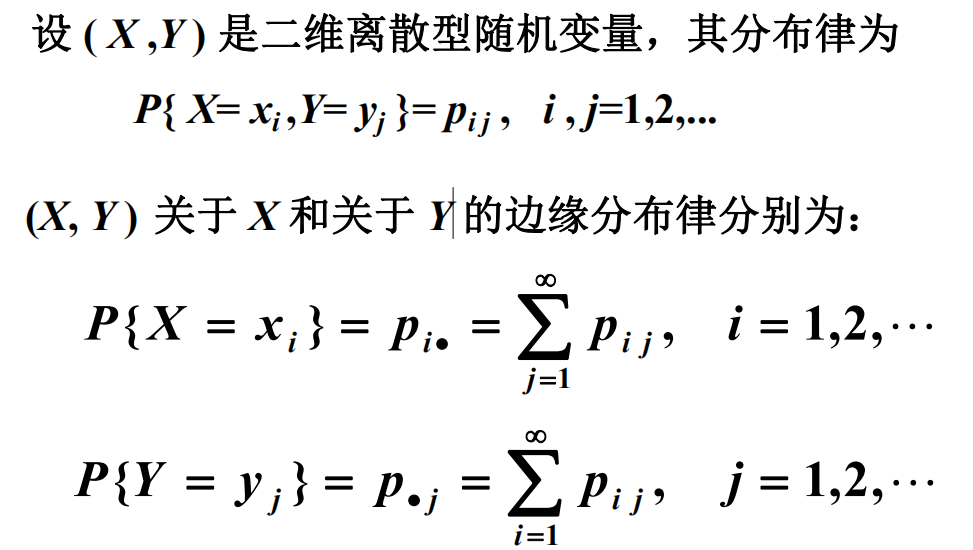 设 ( X ,Y ) 是二维离散型随机变量，其分布律为
P{ X= xᵢ ,Y= yⱼ }= pᵢⱼ , i , j=1,2,...
(X, Y ) 关于 X 和关于 Y 的边缘分布律分别为：
P{X = xᵢ} = pᵢ• = ∑_{j=1}^{∞} pᵢⱼ, i = 1,2,⋯
P{Y = yⱼ} = p•ⱼ = ∑_{i=1}^{∞} pᵢⱼ, j = 1,2,⋯